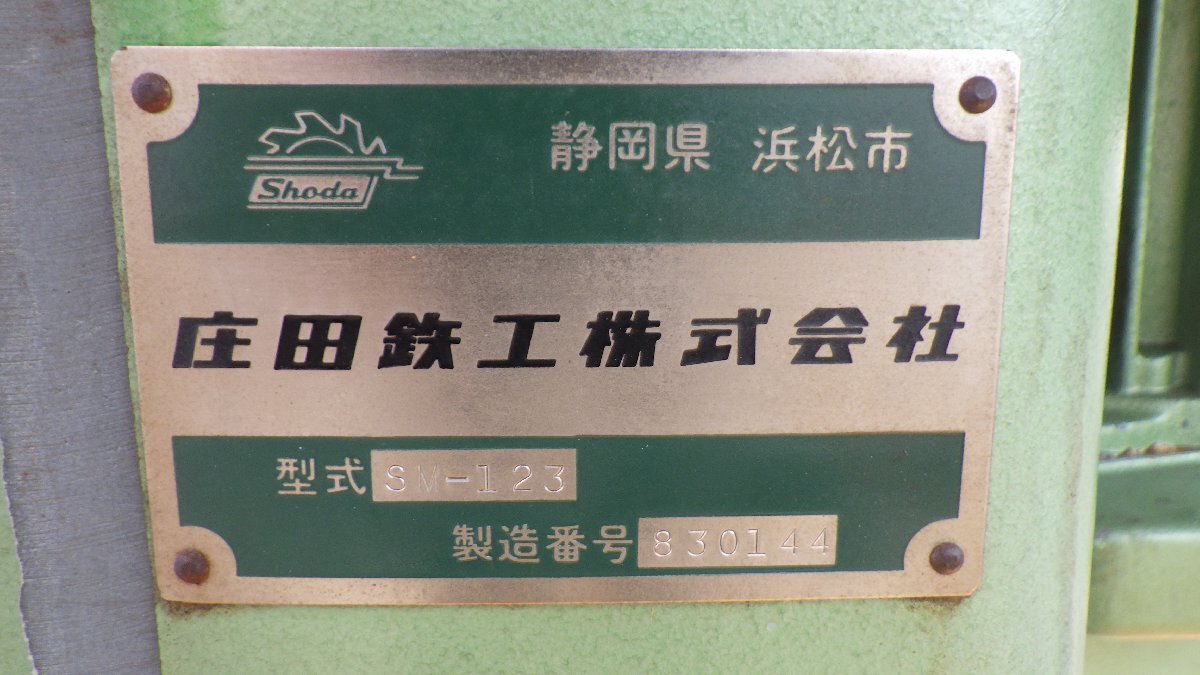 Shoda
静岡県 浜松市
庄田鉄工株式会社
型式 SM-123
製造番号 830144